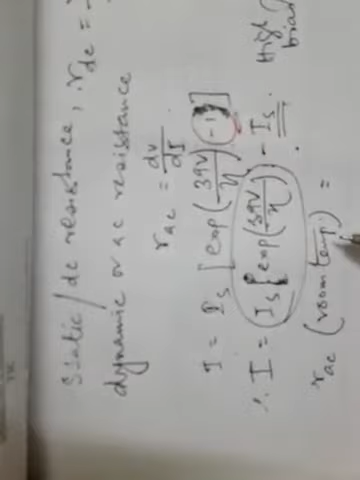 Static / dc resistance, r_dc =
dynamic or ac resistance
r_ac = dv/dI
I = I_s [exp(39V/η) - 1]
∴ I = I_s [exp(39V/η)] - I_s. High
r_ac (room temp) =